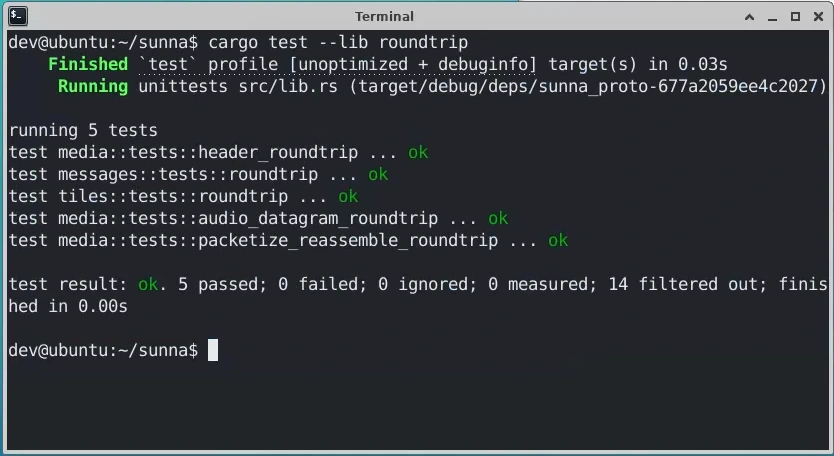 Terminal
dev@ubuntu:~/sunna$ cargo test --lib roundtrip
    Finished `test` profile [unoptimized + debuginfo] target(s) in 0.03s
     Running unittests src/lib.rs (target/debug/deps/sunna_proto-677a2059ee4c2027)
running 5 tests
test media::tests::header_roundtrip ... ok
test messages::tests::roundtrip ... ok
test tiles::tests::roundtrip ... ok
test media::tests::audio_datagram_roundtrip ... ok
test media::tests::packetize_reassemble_roundtrip ... ok
test result: ok. 5 passed; 0 failed; 0 ignored; 0 measured; 14 filtered out; finis
hed in 0.00s
dev@ubuntu:~/sunna$